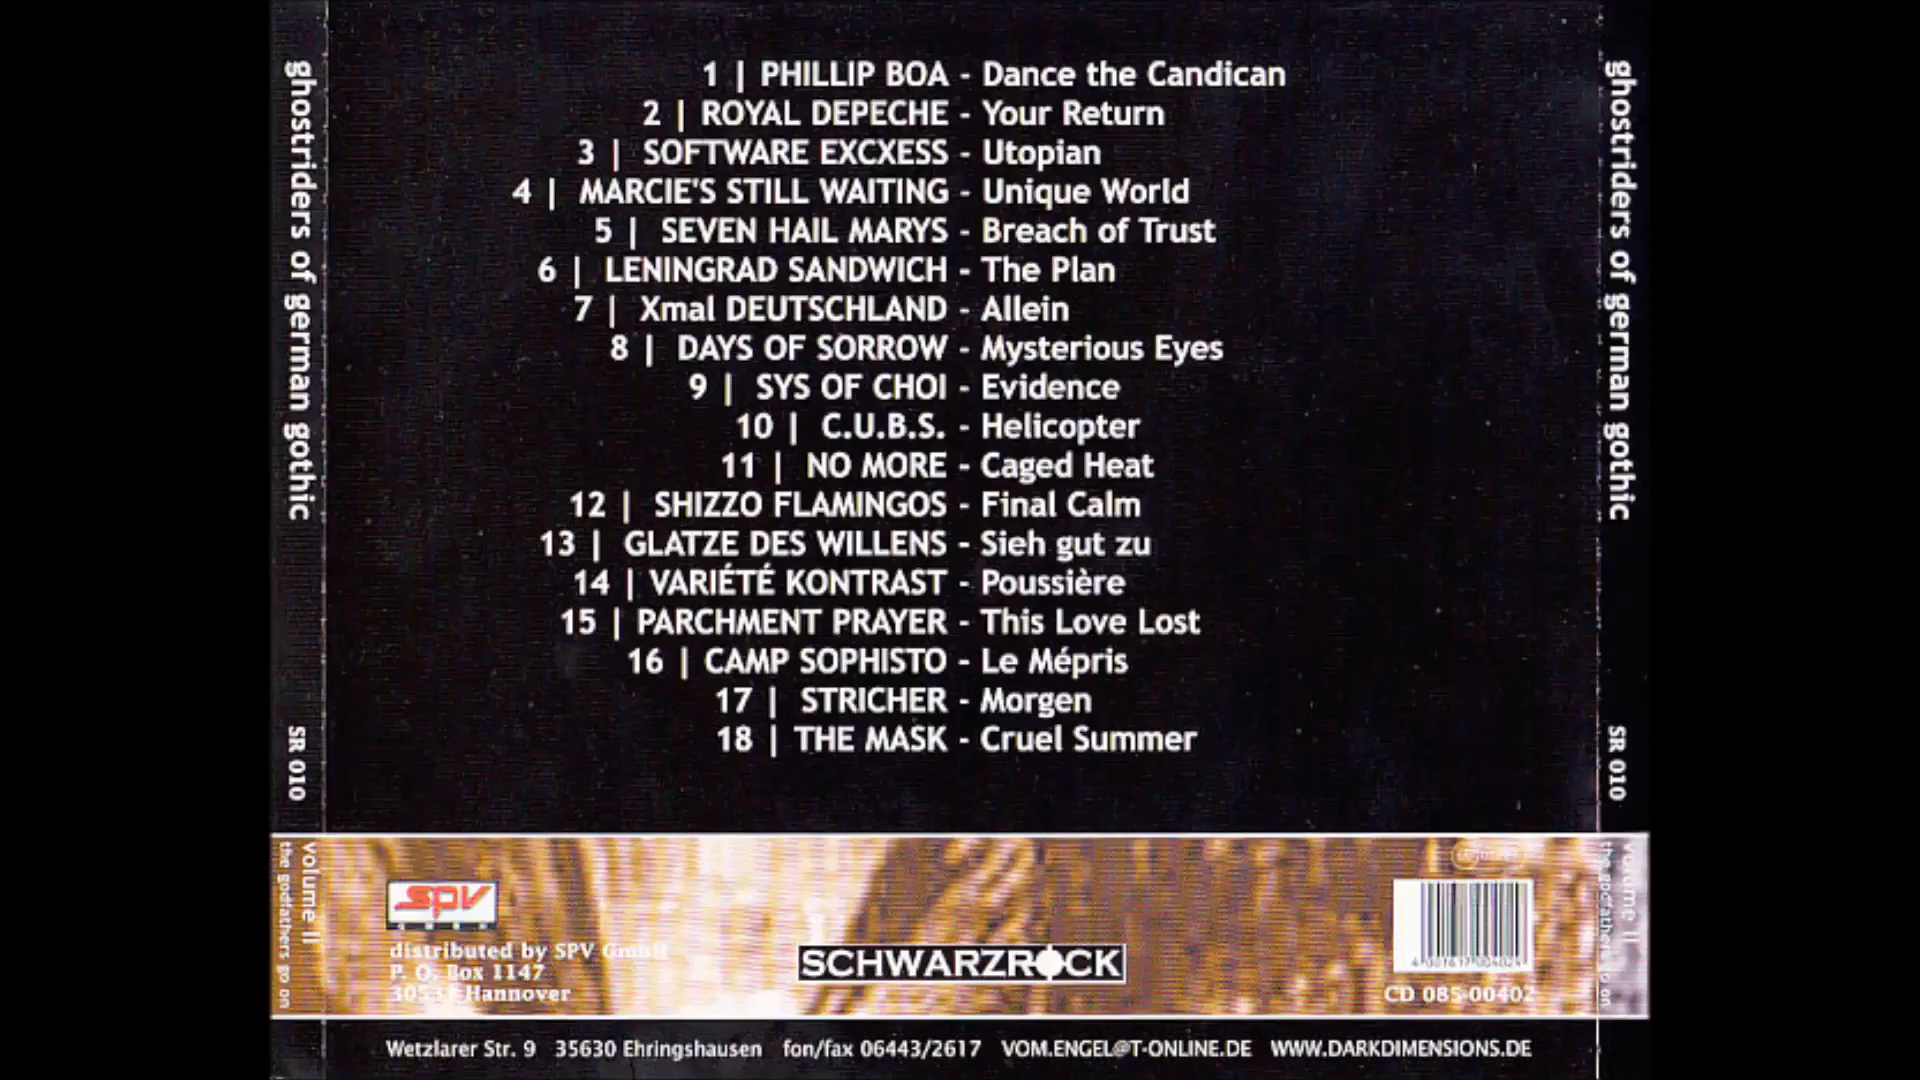 ghostriders of german gothic
SR 010
volume II
the godfathers go on
1 | PHILLIP BOA - Dance the Candican
2 | ROYAL DEPECHE - Your Return
3 | SOFTWARE EXCXESS - Utopian
4 | MARCIE'S STILL WAITING - Unique World
5 | SEVEN HAIL MARYS - Breach of Trust
6 | LENINGRAD SANDWICH - The Plan
7 | Xmal DEUTSCHLAND - Allein
8 | DAYS OF SORROW - Mysterious Eyes
9 | SYS OF CHOI - Evidence
10 | C.U.B.S. - Helicopter
11 | NO MORE - Caged Heat
12 | SHIZZO FLAMINGOS - Final Calm
13 | GLATZE DES WILLENS - Sieh gut zu
14 | VARIÉTÉ KONTRAST - Poussière
15 | PARCHMENT PRAYER - This Love Lost
16 | CAMP SOPHISTO - Le Mépris
17 | STRICHER - Morgen
18 | THE MASK - Cruel Summer
spv
distributed by SPV GmbH
P. O. Box 1147
Hannover
SCHWARZROCK
CD 085-00402
Wetzlarer Str. 9 35630 Ehringshausen fon/fax 06443/2617 VOM.ENGEL@T-ONLINE.DE WWW.DARKDIMENSIONS.DE
ghostriders of german gothic
SR 010
volume II
the godfathers go on